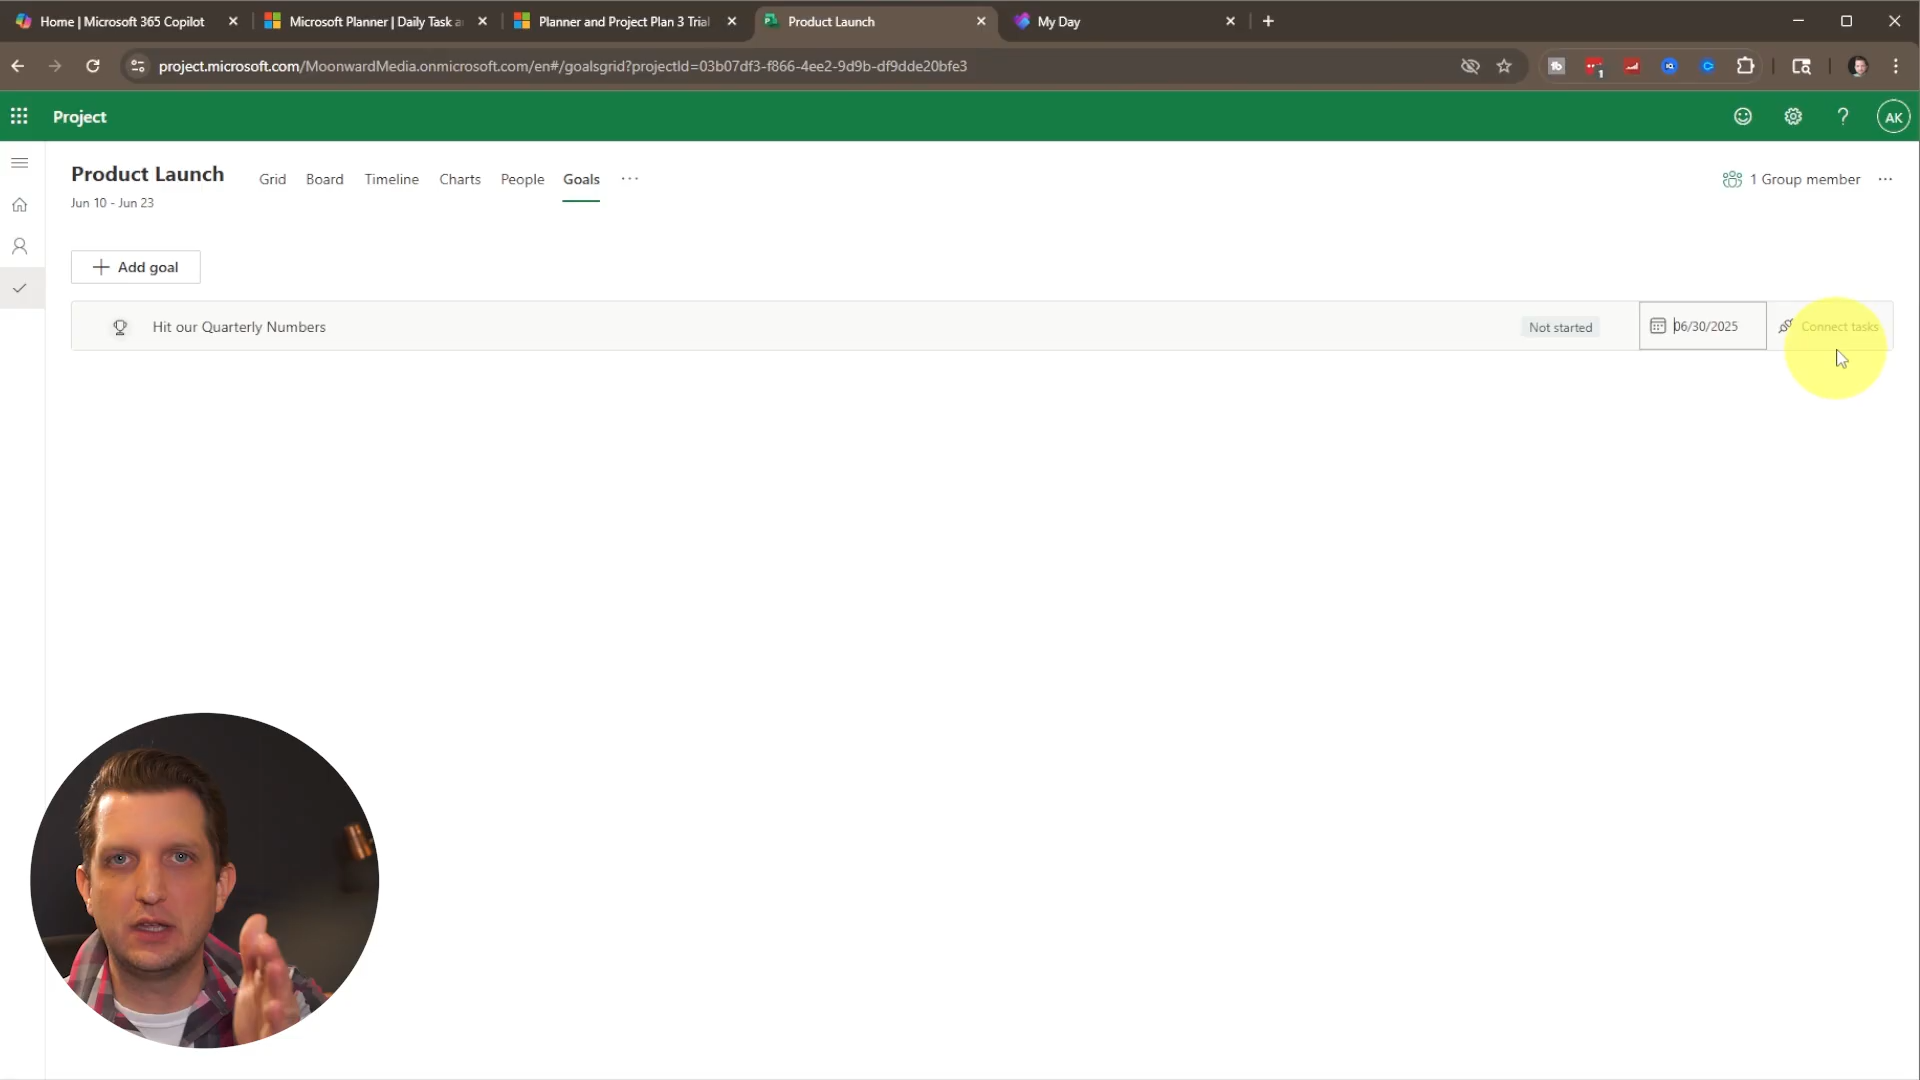 Home | Microsoft 365 Copilot
Microsoft Planner | Daily Task a
Planner and Project Plan 3 Trial
Product Launch
My Day
project.microsoft.com/MoonwardMedia.onmicrosoft.com/en#/goalsgrid?projectId=03b07df3-f866-4ee2-9d9b-df9dde20bfe3
1
Project
?
AK
Product Launch
Grid
Board
Timeline
Charts
People
Goals
1 Group member
Jun 10 - Jun 23
Add goal
Hit our Quarterly Numbers
Not started
06/30/2025
Connect tasks